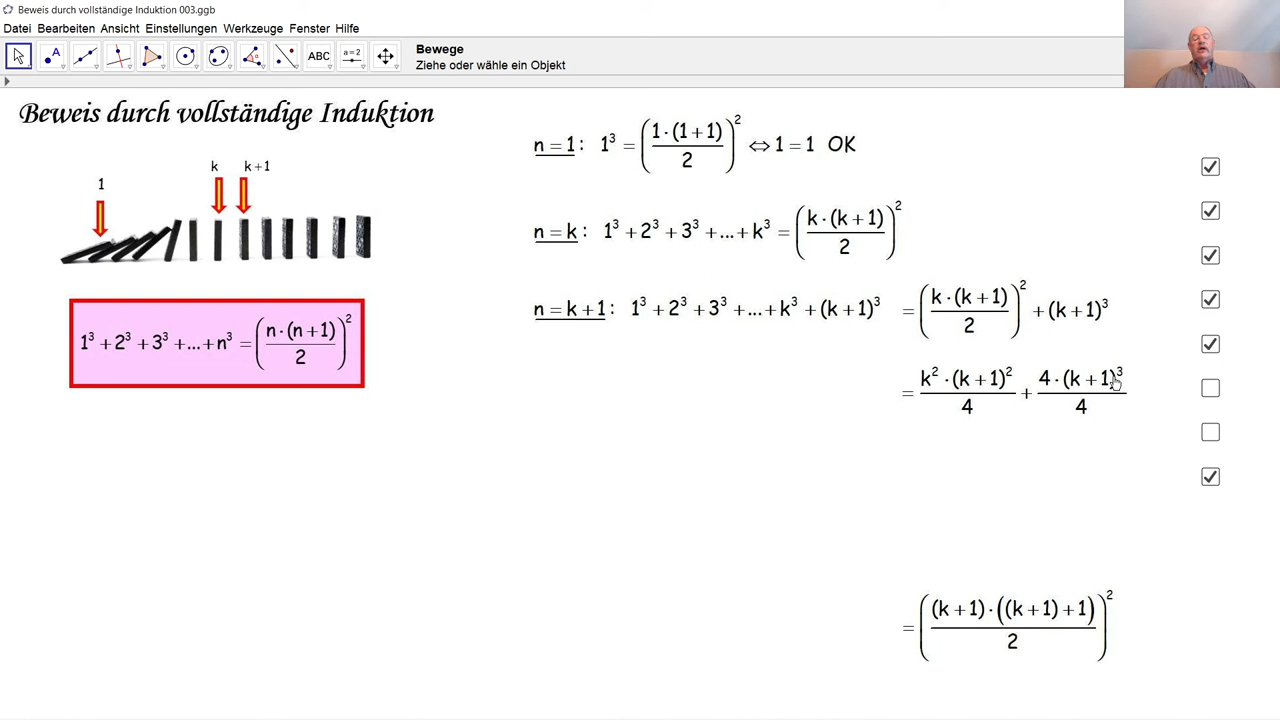 Beweis durch vollständige Induktion 003.ggb
Datei Bearbeiten Ansicht Einstellungen Werkzeuge Fenster Hilfe
A ABC a=2 Bewege
Ziehe oder wähle ein Objekt
Beweis durch vollständige Induktion
1 k k+1
n=1: 1³ = (1·(1+1)/2)² ⇔ 1=1 OK
n=k: 1³+2³+3³+...+k³ = (k·(k+1)/2)²
n=k+1: 1³+2³+3³+...+k³+(k+1)³ = (k·(k+1)/2)² + (k+1)³
1³+2³+3³+...+n³ = (n·(n+1)/2)²
= k²·(k+1)²/4 + 4·(k+1)³/4
= ((k+1)·((k+1)+1)/2)²